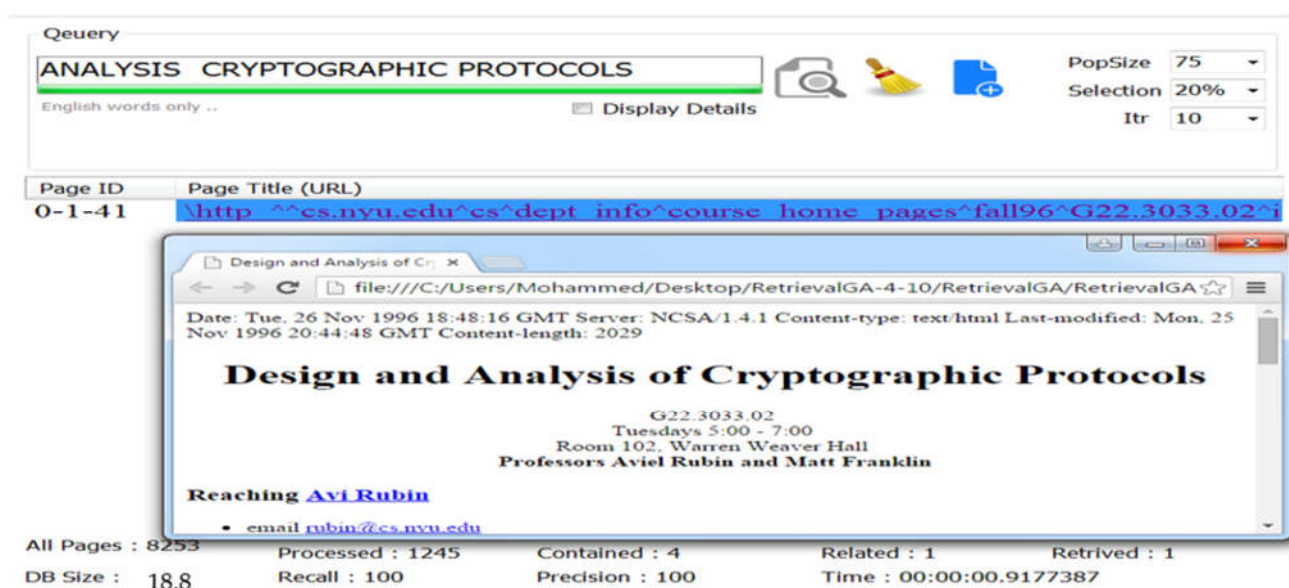 Qeuery
ANALYSIS CRYPTOGRAPHIC PROTOCOLS
English words only ..
Display Details
PopSize 75
Selection 20%
Itr 10
Page ID Page Title (URL)
0-1-41 \http_^^cs.nyu.edu^cs^dept_info^course_home_pages^fall96^G22.3033.02^i
Design and Analysis of Cr
file:///C:/Users/Mohammed/Desktop/RetrievalGA-4-10/RetrievalGA/RetrievalGA
Date: Tue, 26 Nov 1996 18:48:16 GMT Server: NCSA/1.4.1 Content-type: text/html Last-modified: Mon, 25
Nov 1996 20:44:48 GMT Content-length: 2029
Design and Analysis of Cryptographic Protocols
G22.3033.02
Tuesdays 5:00 - 7:00
Room 102, Warren Weaver Hall
Professors Aviel Rubin and Matt Franklin
Reaching Avi Rubin
• email rubin@cs.nyu.edu
All Pages : 8253 Processed : 1245 Contained : 4 Related : 1 Retrived : 1
DB Size : 18.8 Recall : 100 Precision : 100 Time : 00:00:00.9177387